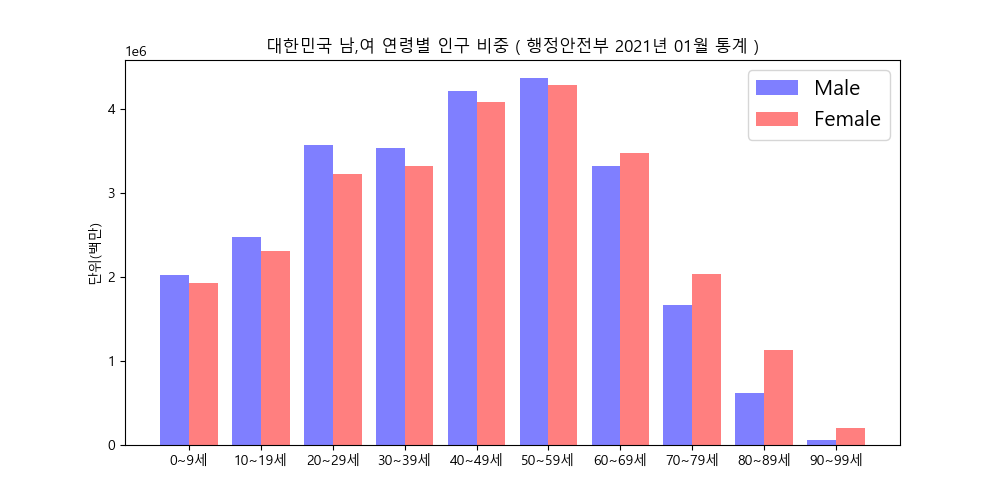 대한민국 남,여 연령별 인구 비중 ( 행정안전부 2021년 01월 통계 )
1e6
Male
Female
4
3
2
1
0
단위(백만)
0~9세 10~19세 20~29세 30~39세 40~49세 50~59세 60~69세 70~79세 80~89세 90~99세